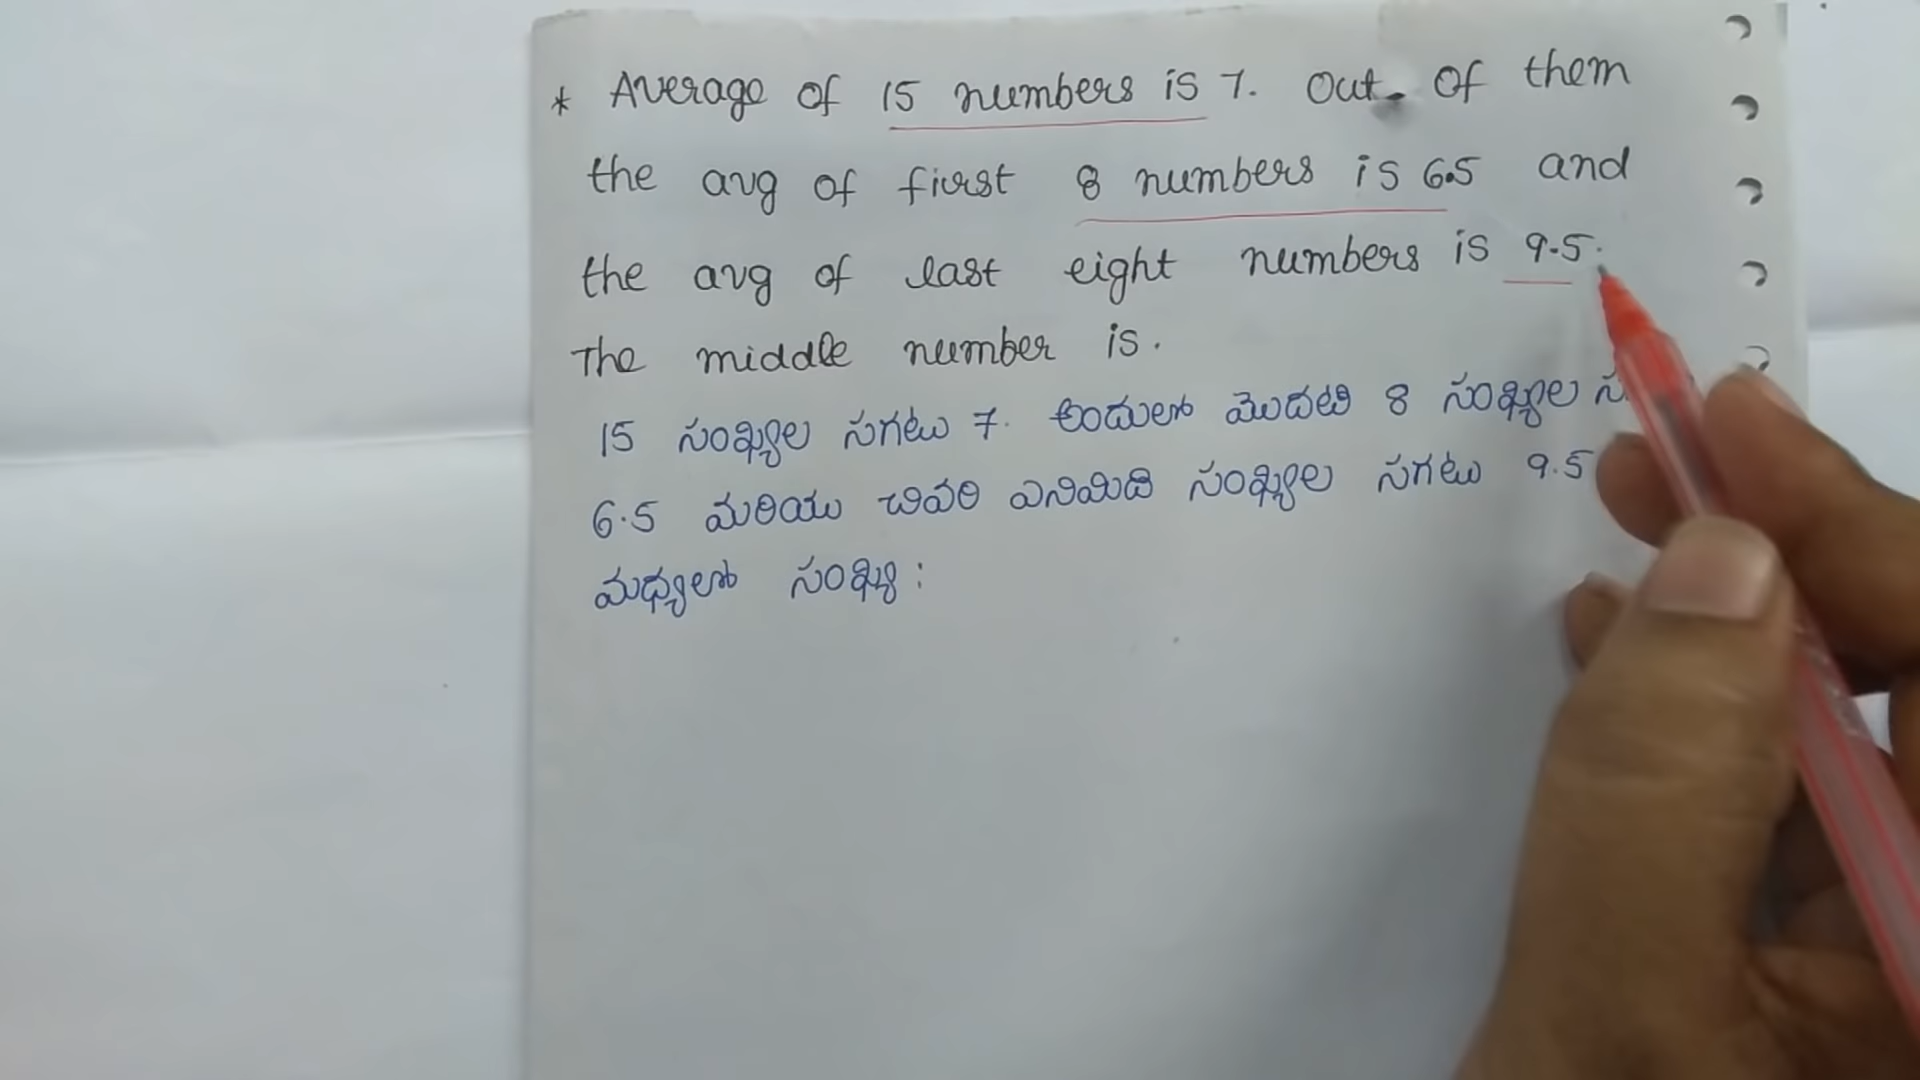 * Average of 15 numbers is 7. Out of them
the avg of first 8 numbers is 6.5 and
the avg of last eight numbers is 9.5.
The middle number is.
15 సంఖ్యల సగటు 7. అందులో మొదటి 8 సంఖ్యల
6.5 మరియు చివరి ఎనిమిది సంఖ్యల సగటు 9.5
మధ్యలో సంఖ్య :